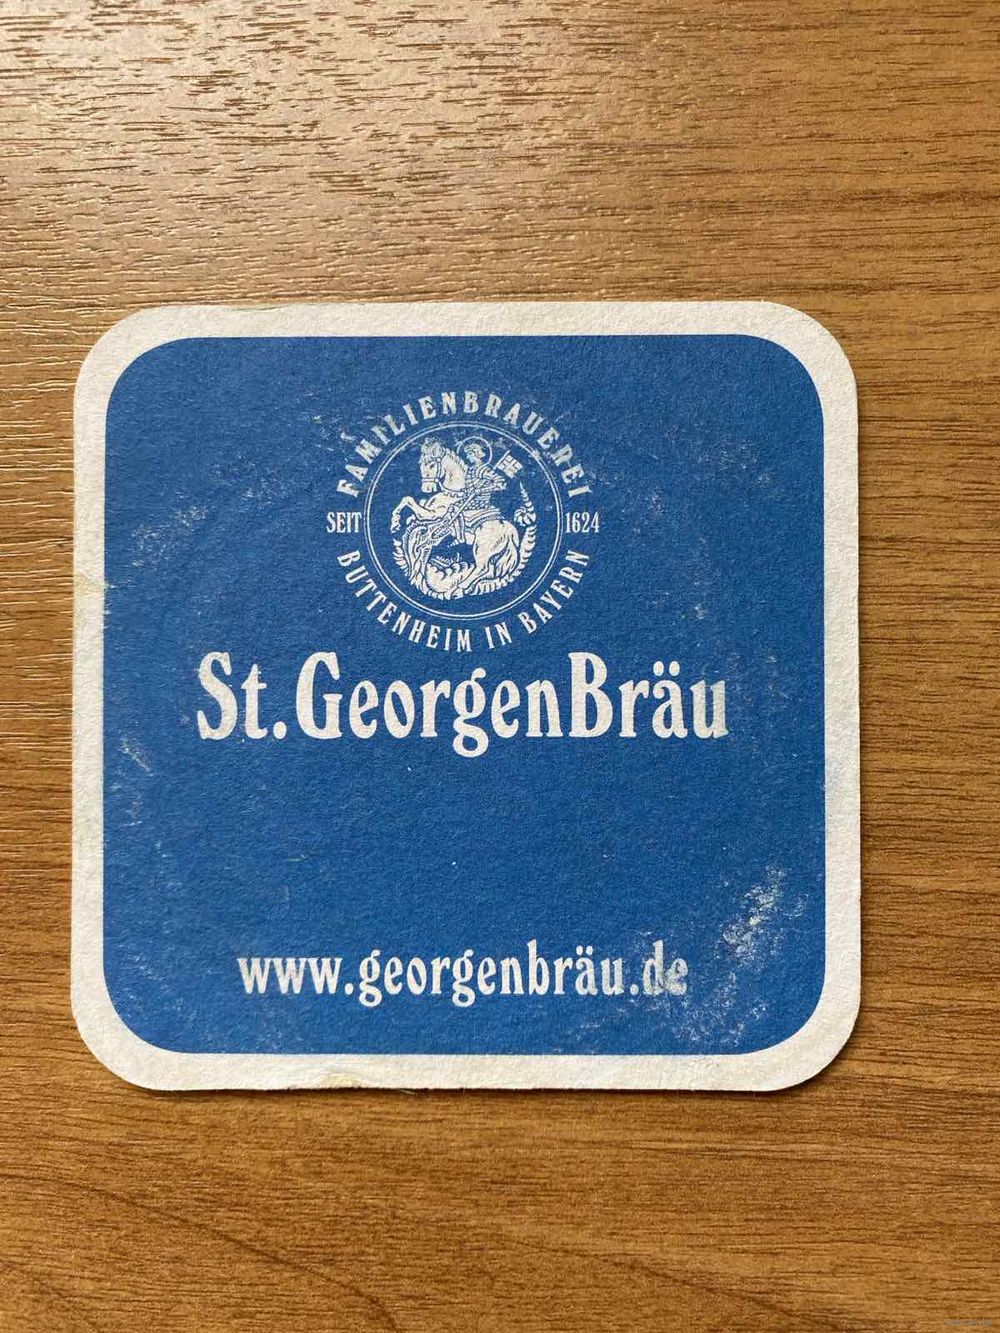 FAMILIENBRAUEREI
SEIT 1624
BUTTENHEIM IN BAYERN
St.GeorgenBräu
www.georgenbräu.de